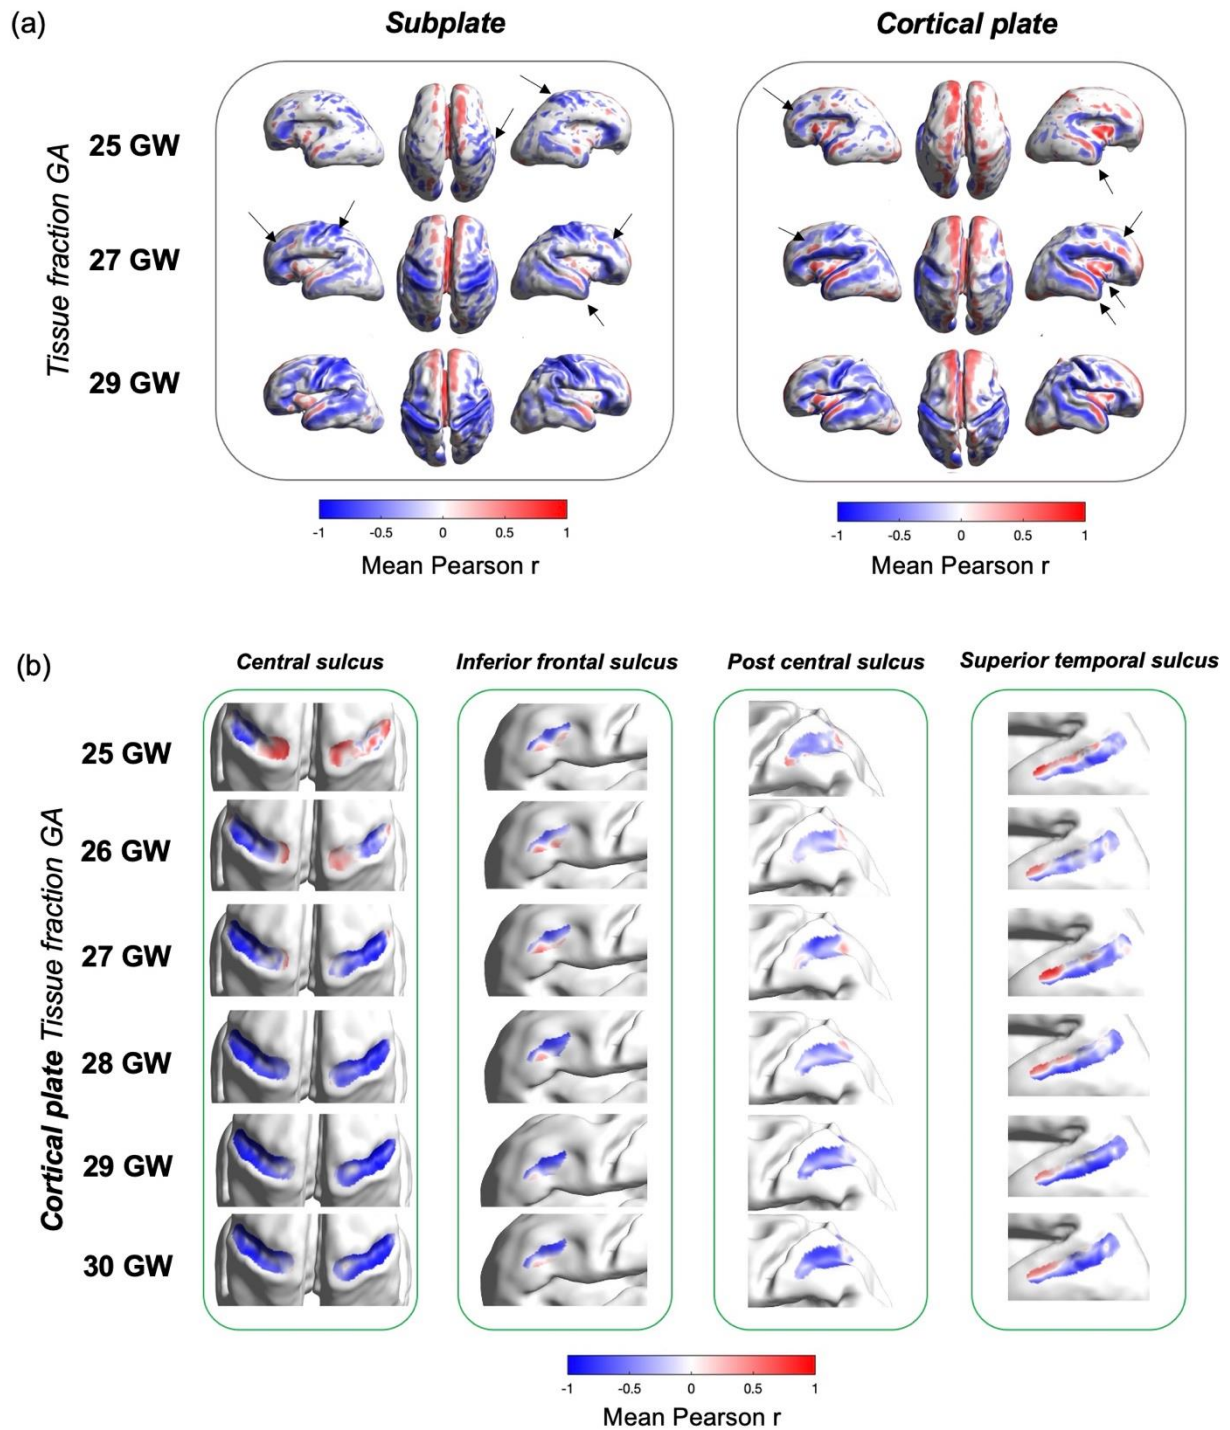 (a)
Subplate
Cortical plate
Tissue fraction GA
25 GW
27 GW
29 GW
-1 -0.5 0 0.5 1
Mean Pearson r
-1 -0.5 0 0.5 1
Mean Pearson r
(b)
Central sulcus
Inferior frontal sulcus
Post central sulcus
Superior temporal sulcus
Cortical plate Tissue fraction GA
25 GW
26 GW
27 GW
28 GW
29 GW
30 GW
-1 -0.5 0 0.5 1
Mean Pearson r